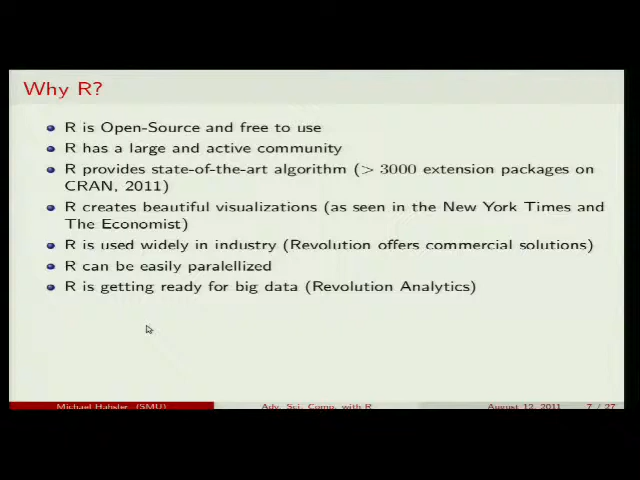 Why R?
R is Open-Source and free to use
R has a large and active community
R provides state-of-the-art algorithm (> 3000 extension packages on
CRAN, 2011)
R creates beautiful visualizations (as seen in the New York Times and
The Economist)
R is used widely in industry (Revolution offers commercial solutions)
R can be easily paralellized
R is getting ready for big data (Revolution Analytics)
Michael Hahsler (SMU) Adv. Sci. Comp. with R August 12, 2011 7 / 27